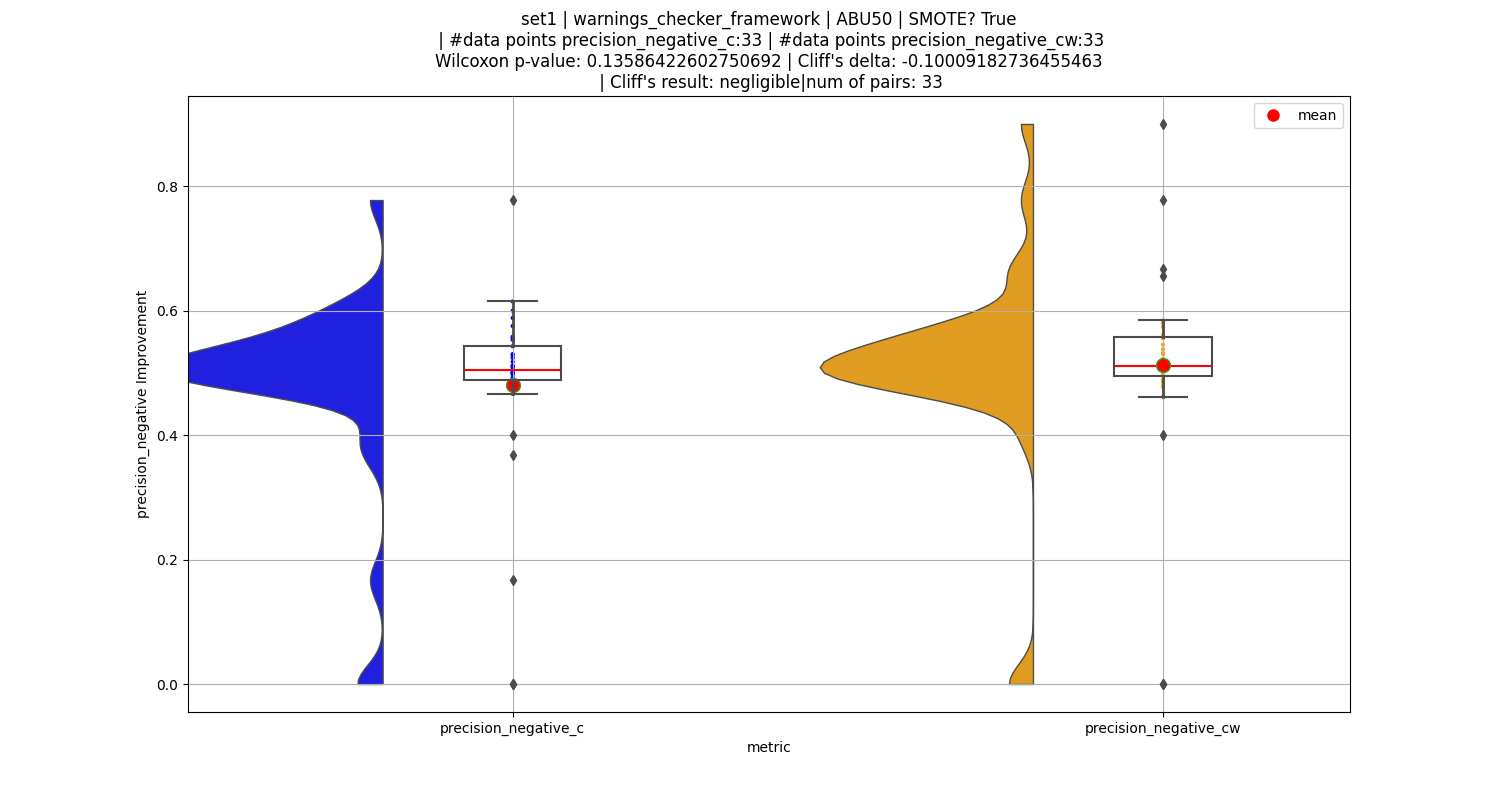 set1 | warnings_checker_framework | ABU50 | SMOTE? True
| #data points precision_negative_c:33 | #data points precision_negative_cw:33
Wilcoxon p-value: 0.13586422602750692 | Cliff's delta: -0.10009182736455463
| Cliff's result: negligible|num of pairs: 33
mean
precision_negative Improvement
0.8
0.6
0.4
0.2
0.0
precision_negative_c
precision_negative_cw
metric